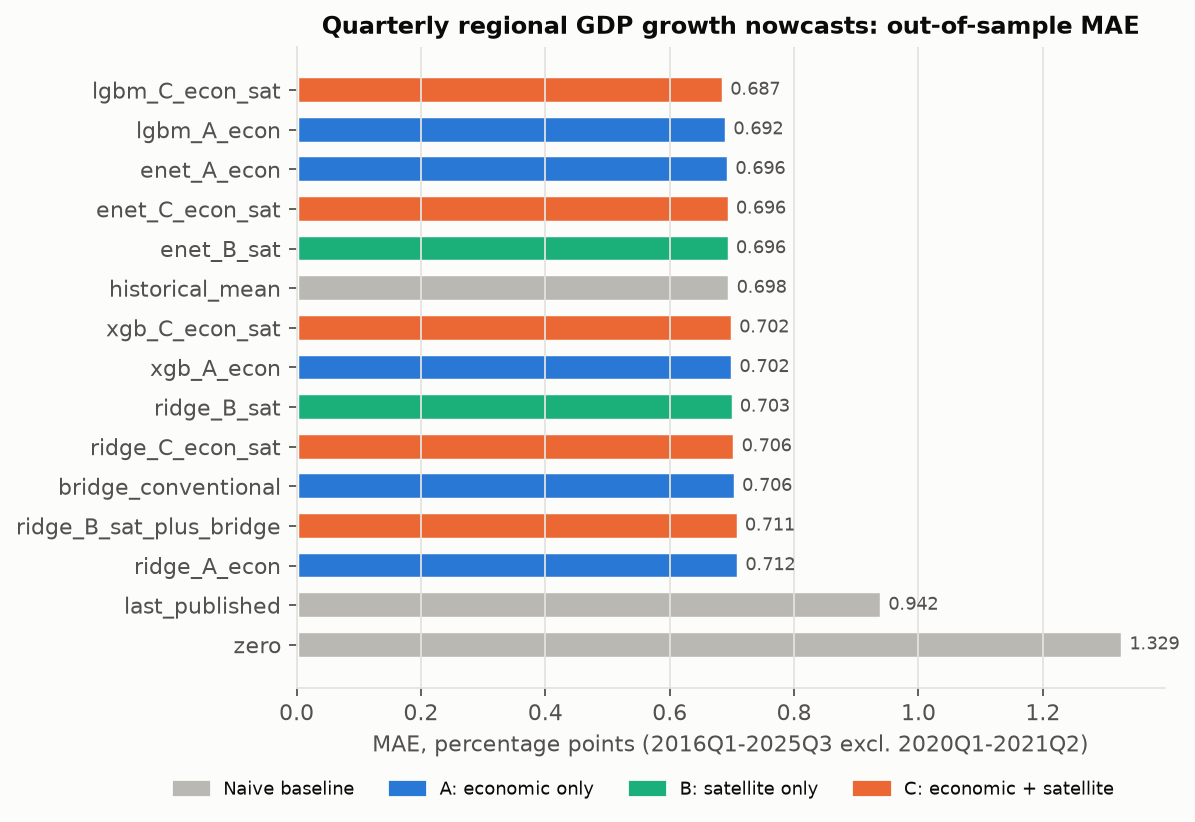 Quarterly regional GDP growth nowcasts: out-of-sample MAE
lgbm_C_econ_sat 0.687
lgbm_A_econ 0.692
enet_A_econ 0.696
enet_C_econ_sat 0.696
enet_B_sat 0.696
historical_mean 0.698
xgb_C_econ_sat 0.702
xgb_A_econ 0.702
ridge_B_sat 0.703
ridge_C_econ_sat 0.706
bridge_conventional 0.706
ridge_B_sat_plus_bridge 0.711
ridge_A_econ 0.712
last_published 0.942
zero 1.329
0.0 0.2 0.4 0.6 0.8 1.0 1.2
MAE, percentage points (2016Q1-2025Q3 excl. 2020Q1-2021Q2)
Naive baseline A: economic only B: satellite only C: economic + satellite